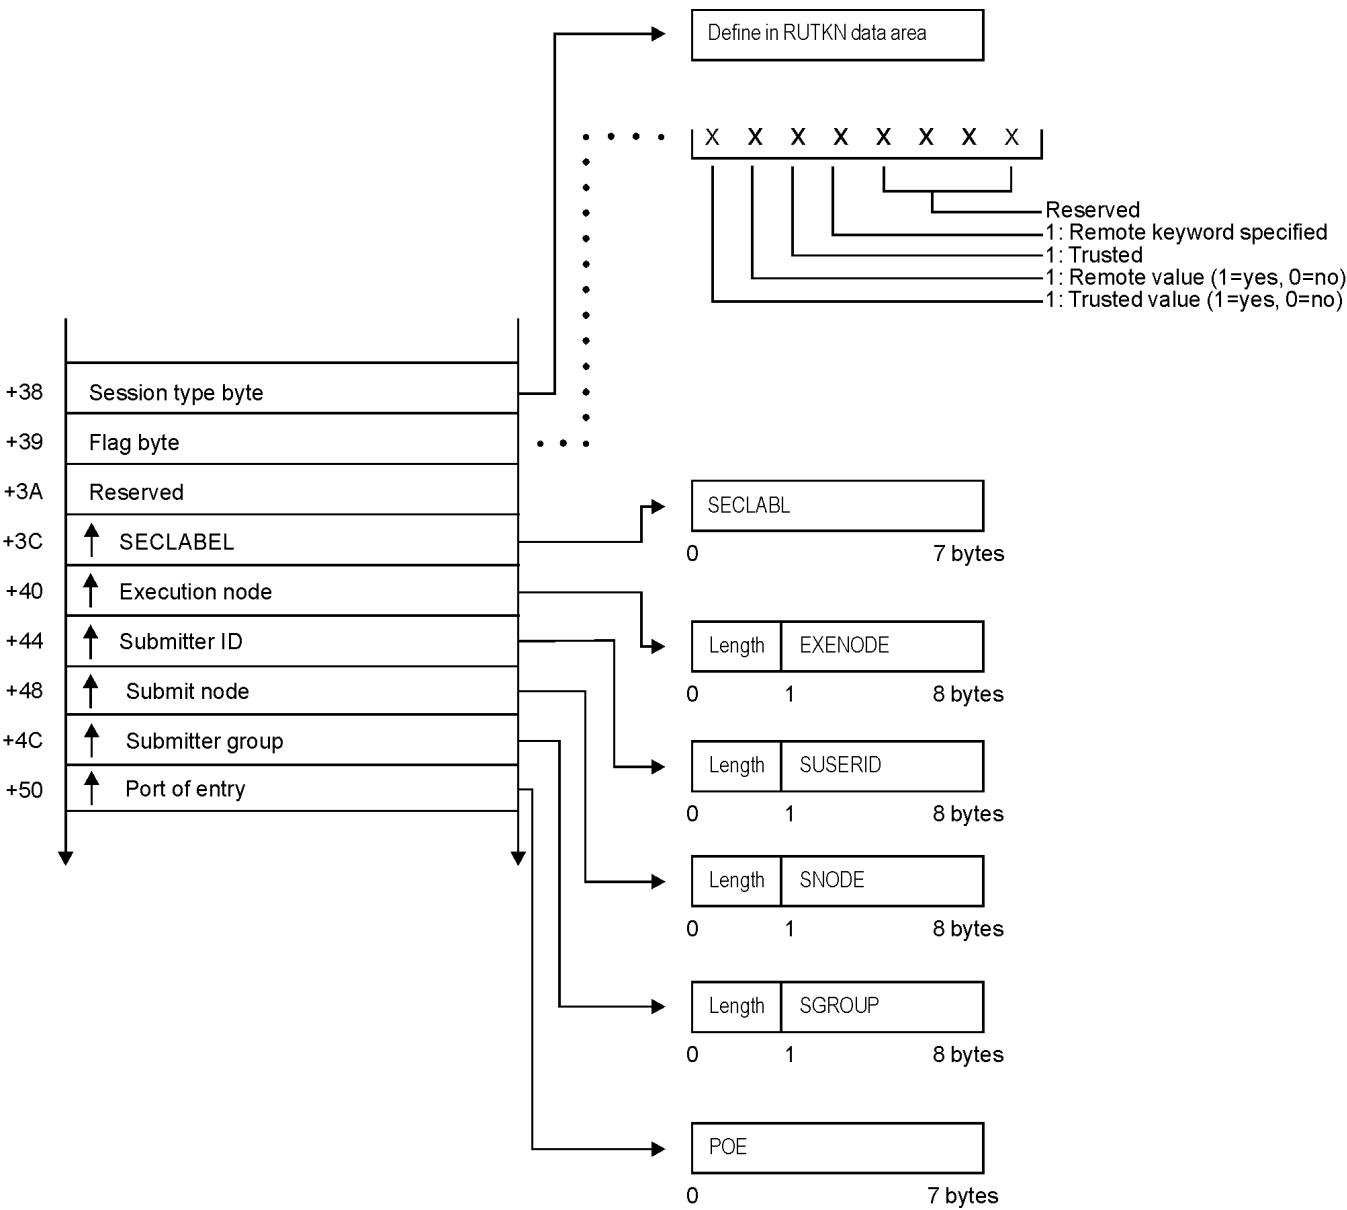 Define in RUTKN data area
X X X X X X X X
Reserved
1: Remote keyword specified
1: Trusted
1: Remote value (1=yes, 0=no)
1: Trusted value (1=yes, 0=no)
+38 Session type byte
+39 Flag byte
+3A Reserved
+3C SECLABEL
+40 Execution node
+44 Submitter ID
+48 Submit node
+4C Submitter group
+50 Port of entry
SECLABL
0 7 bytes
Length EXENODE
0 1 8 bytes
Length SUSERID
0 1 8 bytes
Length SNODE
0 1 8 bytes
Length SGROUP
0 1 8 bytes
POE
0 7 bytes